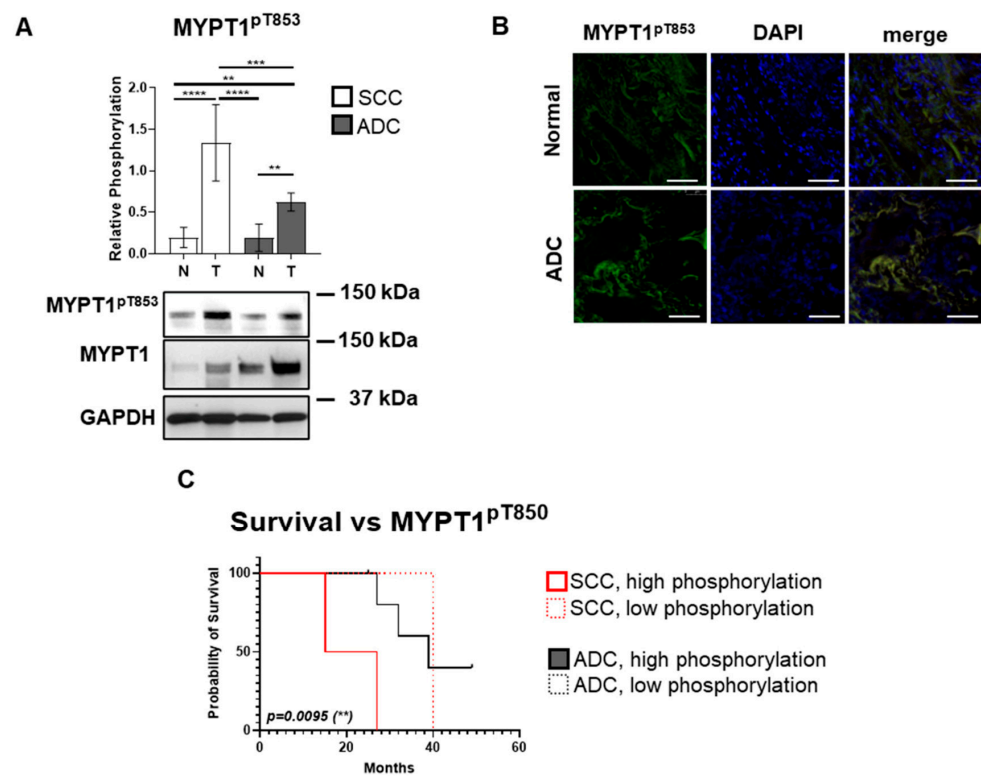 A
MYPT1pT853
*** 
** 
**** ****
**
Relative Phosphorylation
2.0
1.5
1.0
0.5
0.0
N T N T
SCC
ADC
MYPT1pT853
150 kDa
MYPT1
150 kDa
GAPDH
37 kDa
B
MYPT1pT853 DAPI merge
Normal
ADC
C
Survival vs MYPT1pT850
Probability of Survival
100
50
0
p=0.0095 (**)
0 20 40 60
Months
SCC, high phosphorylation
SCC, low phosphorylation
ADC, high phosphorylation
ADC, low phosphorylation